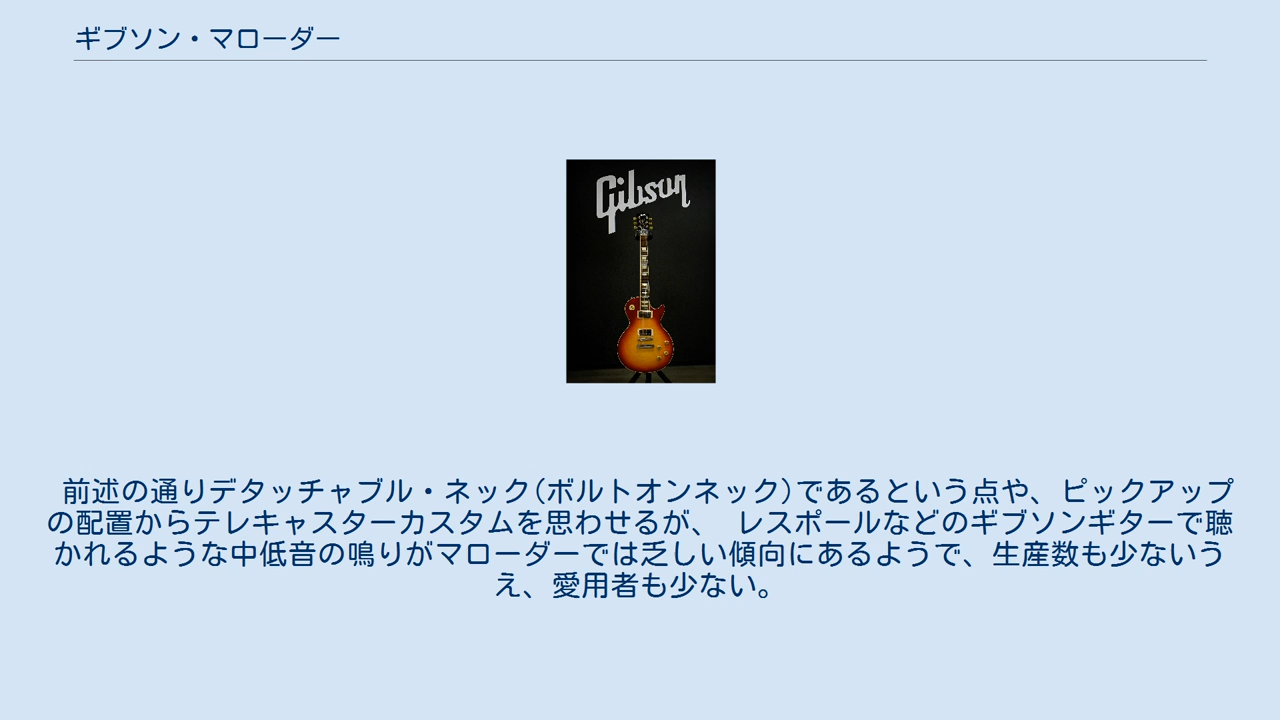 ギブソン・マローダー
Gibson
前述の通りデタッチャブル・ネック(ボルトオンネック)であるという点や、ピックアップ
の配置からテレキャスターカスタムを思わせるが、 レスポールなどのギブソンギターで聴
かれるような中低音の鳴りがマローダーでは乏しい傾向にあるようで、生産数も少ないう
え、愛用者も少ない。